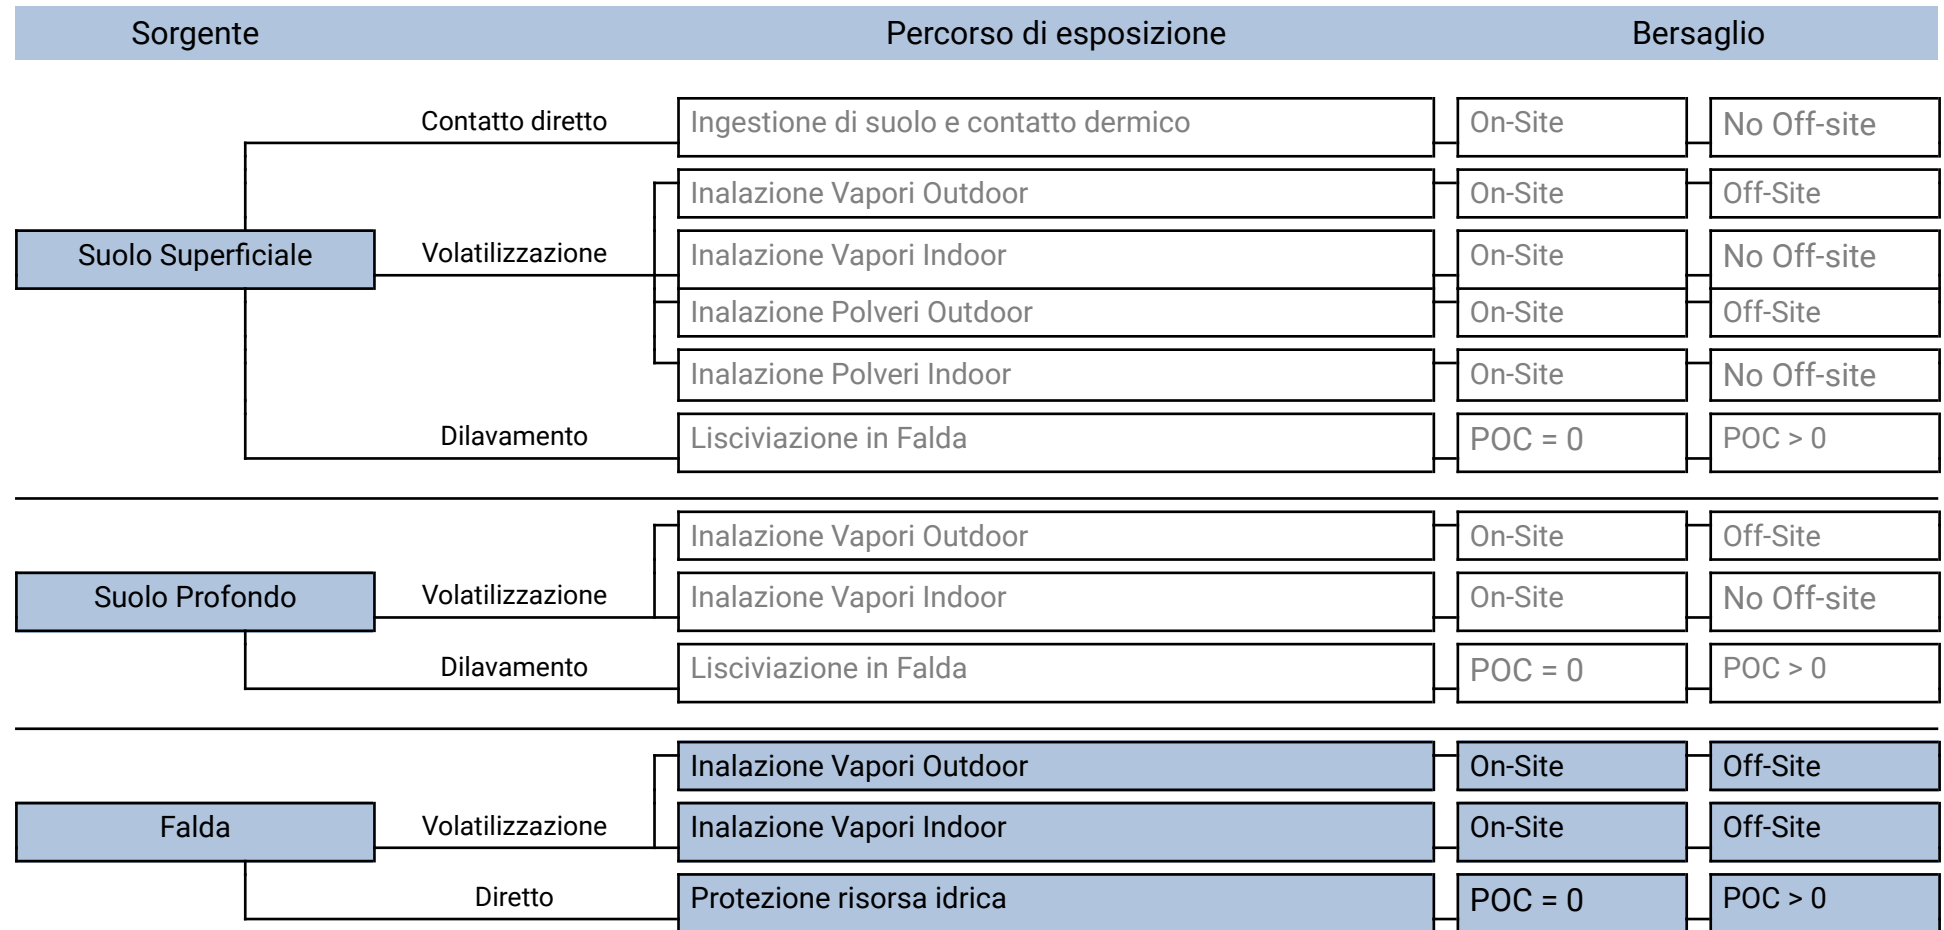 Sorgente Percorso di esposizione Bersaglio
Contatto diretto Ingestione di suolo e contatto dermico On-Site No Off-site
Inalazione Vapori Outdoor On-Site Off-Site
Suolo Superficiale Volatilizzazione Inalazione Vapori Indoor On-Site No Off-site
Inalazione Polveri Outdoor On-Site Off-Site
Inalazione Polveri Indoor On-Site No Off-site
Dilavamento Lisciviazione in Falda POC = 0 POC > 0
Inalazione Vapori Outdoor On-Site Off-Site
Suolo Profondo Volatilizzazione Inalazione Vapori Indoor On-Site No Off-site
Dilavamento Lisciviazione in Falda POC = 0 POC > 0
Inalazione Vapori Outdoor On-Site Off-Site
Falda Volatilizzazione Inalazione Vapori Indoor On-Site Off-Site
Diretto Protezione risorsa idrica POC = 0 POC > 0